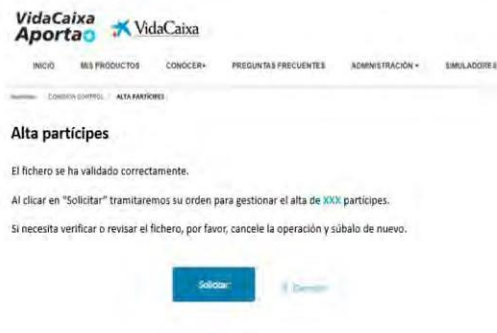 VidaCaixa
Aporta
VidaCaixa
INICIO MIS PRODUCTOS CONOCER+ PREGUNTAS FRECUENTES ADMINISTRACIÓN SIMULADORES
COMISIÓN CONTROL / ALTA PARTÍCIPES
Alta partícipes
El fichero se ha validado correctamente.
Al clicar en "Solicitar" tramitaremos su orden para gestionar el alta de XXX partícipes.
Si necesita verificar o revisar el fichero, por favor, cancele la operación y súbalo de nuevo.
Solicitar